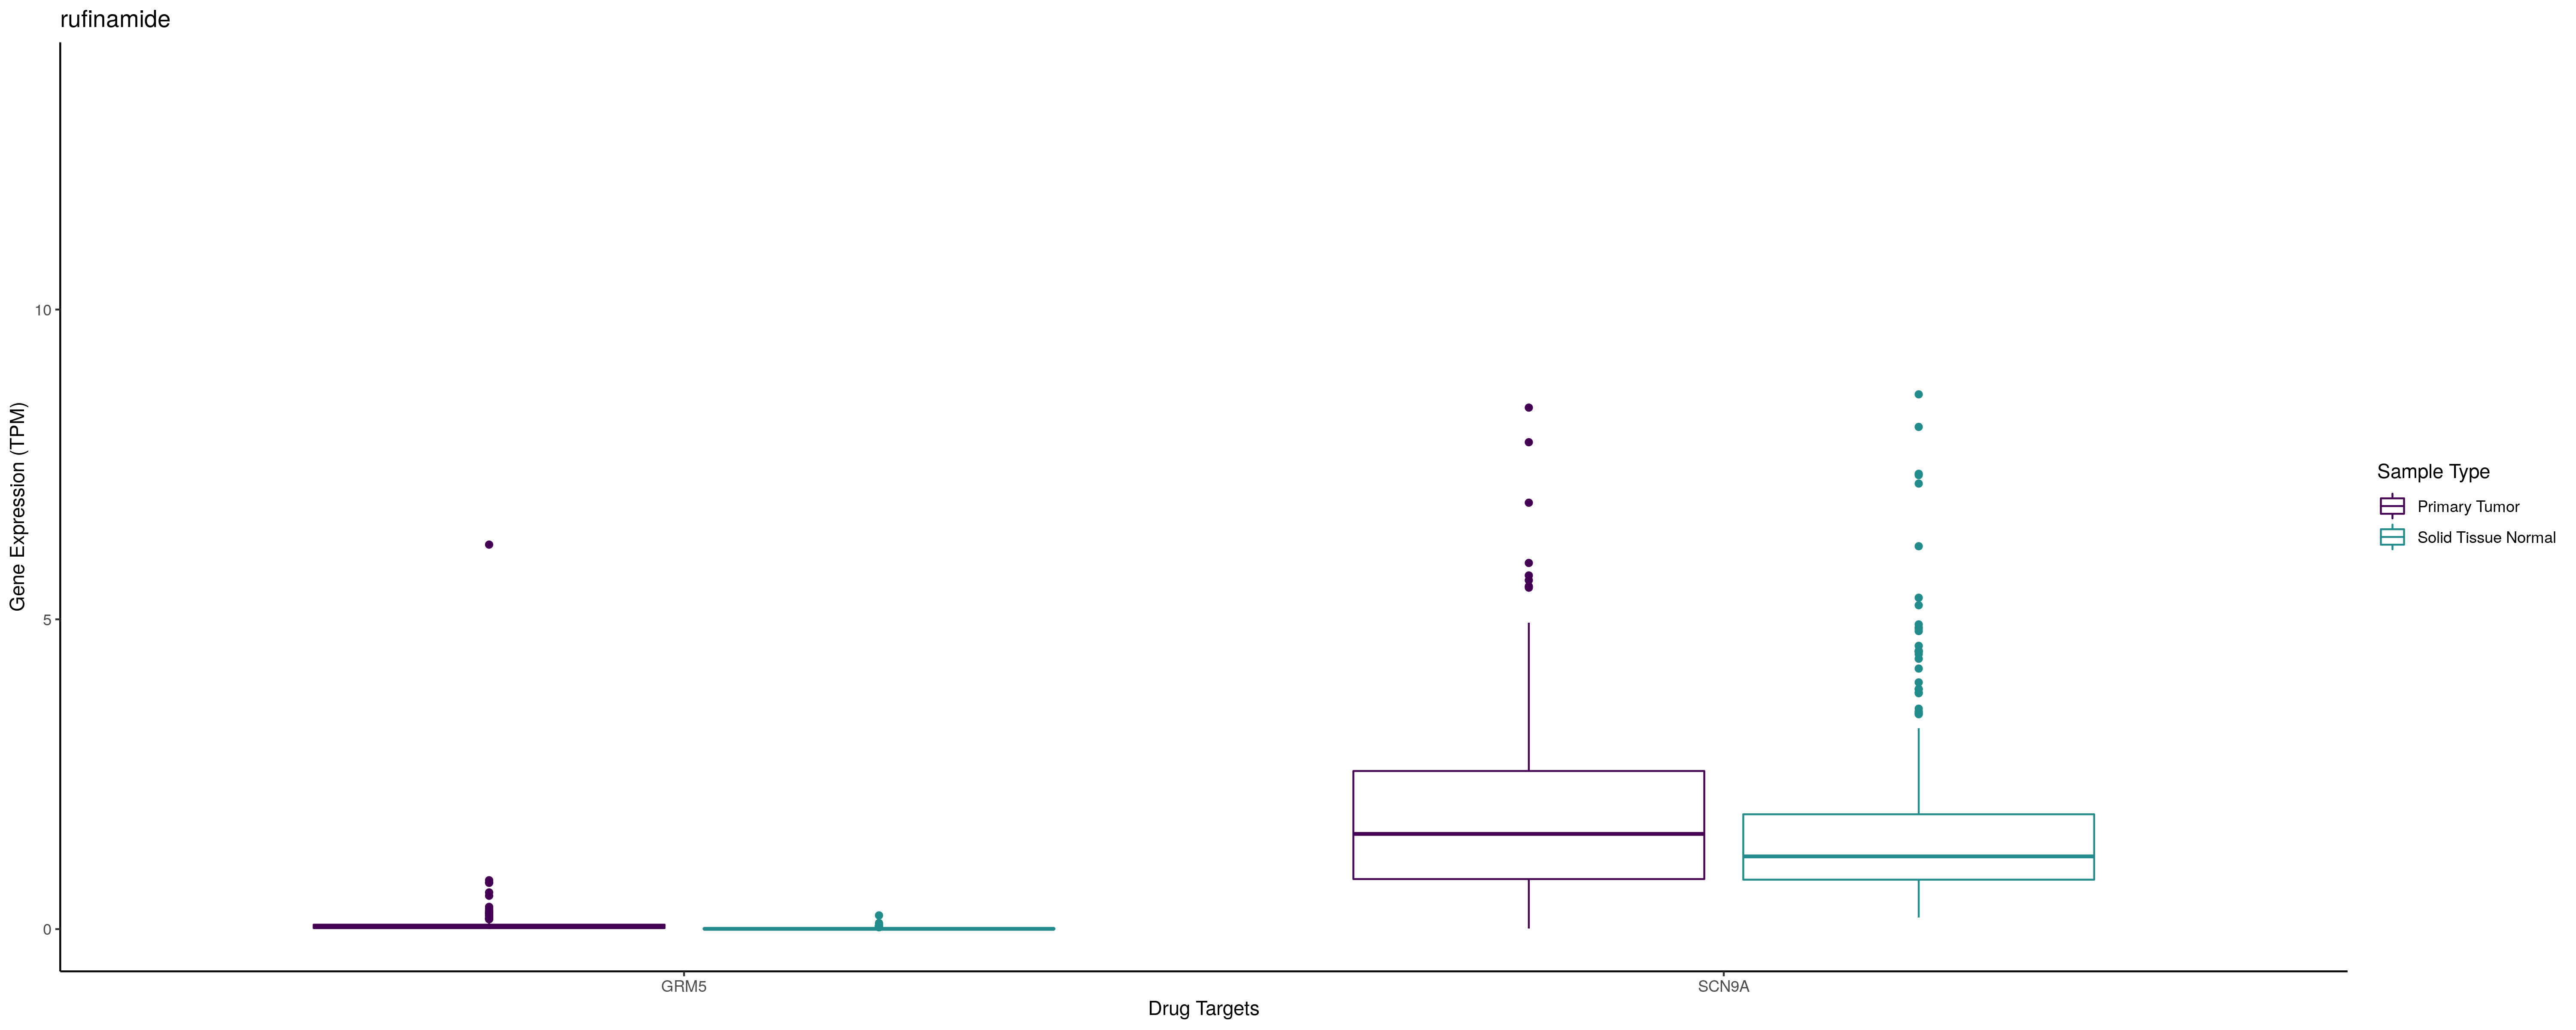 rufinamide
10
5
0
Gene Expression (TPM)
GRM5
SCN9A
Drug Targets
Sample Type
Primary Tumor
Solid Tissue Normal